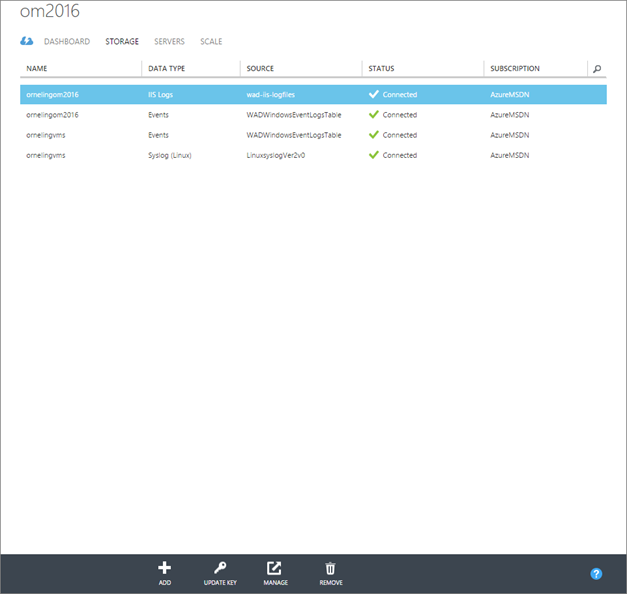 om2016
DASHBOARD STORAGE SERVERS SCALE
NAME DATA TYPE SOURCE STATUS SUBSCRIPTION
ornelingom2016 IIS Logs wad-iis-logfiles Connected AzureMSDN
ornelingom2016 Events WADWindowsEventLogsTable Connected AzureMSDN
ornelingvms Events WADWindowsEventLogsTable Connected AzureMSDN
ornelingvms Syslog (Linux) LinuxsyslogVer2v0 Connected AzureMSDN
ADD UPDATE KEY MANAGE REMOVE ?